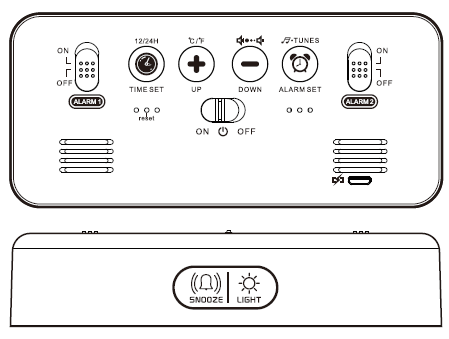 12/24H
℃/℉
♫•TUNES
ON
OFF
ALARM 1
TIME SET
UP
DOWN
ALARM SET
ON
OFF
ALARM 2
reset
ON OFF
SNOOZE
LIGHT